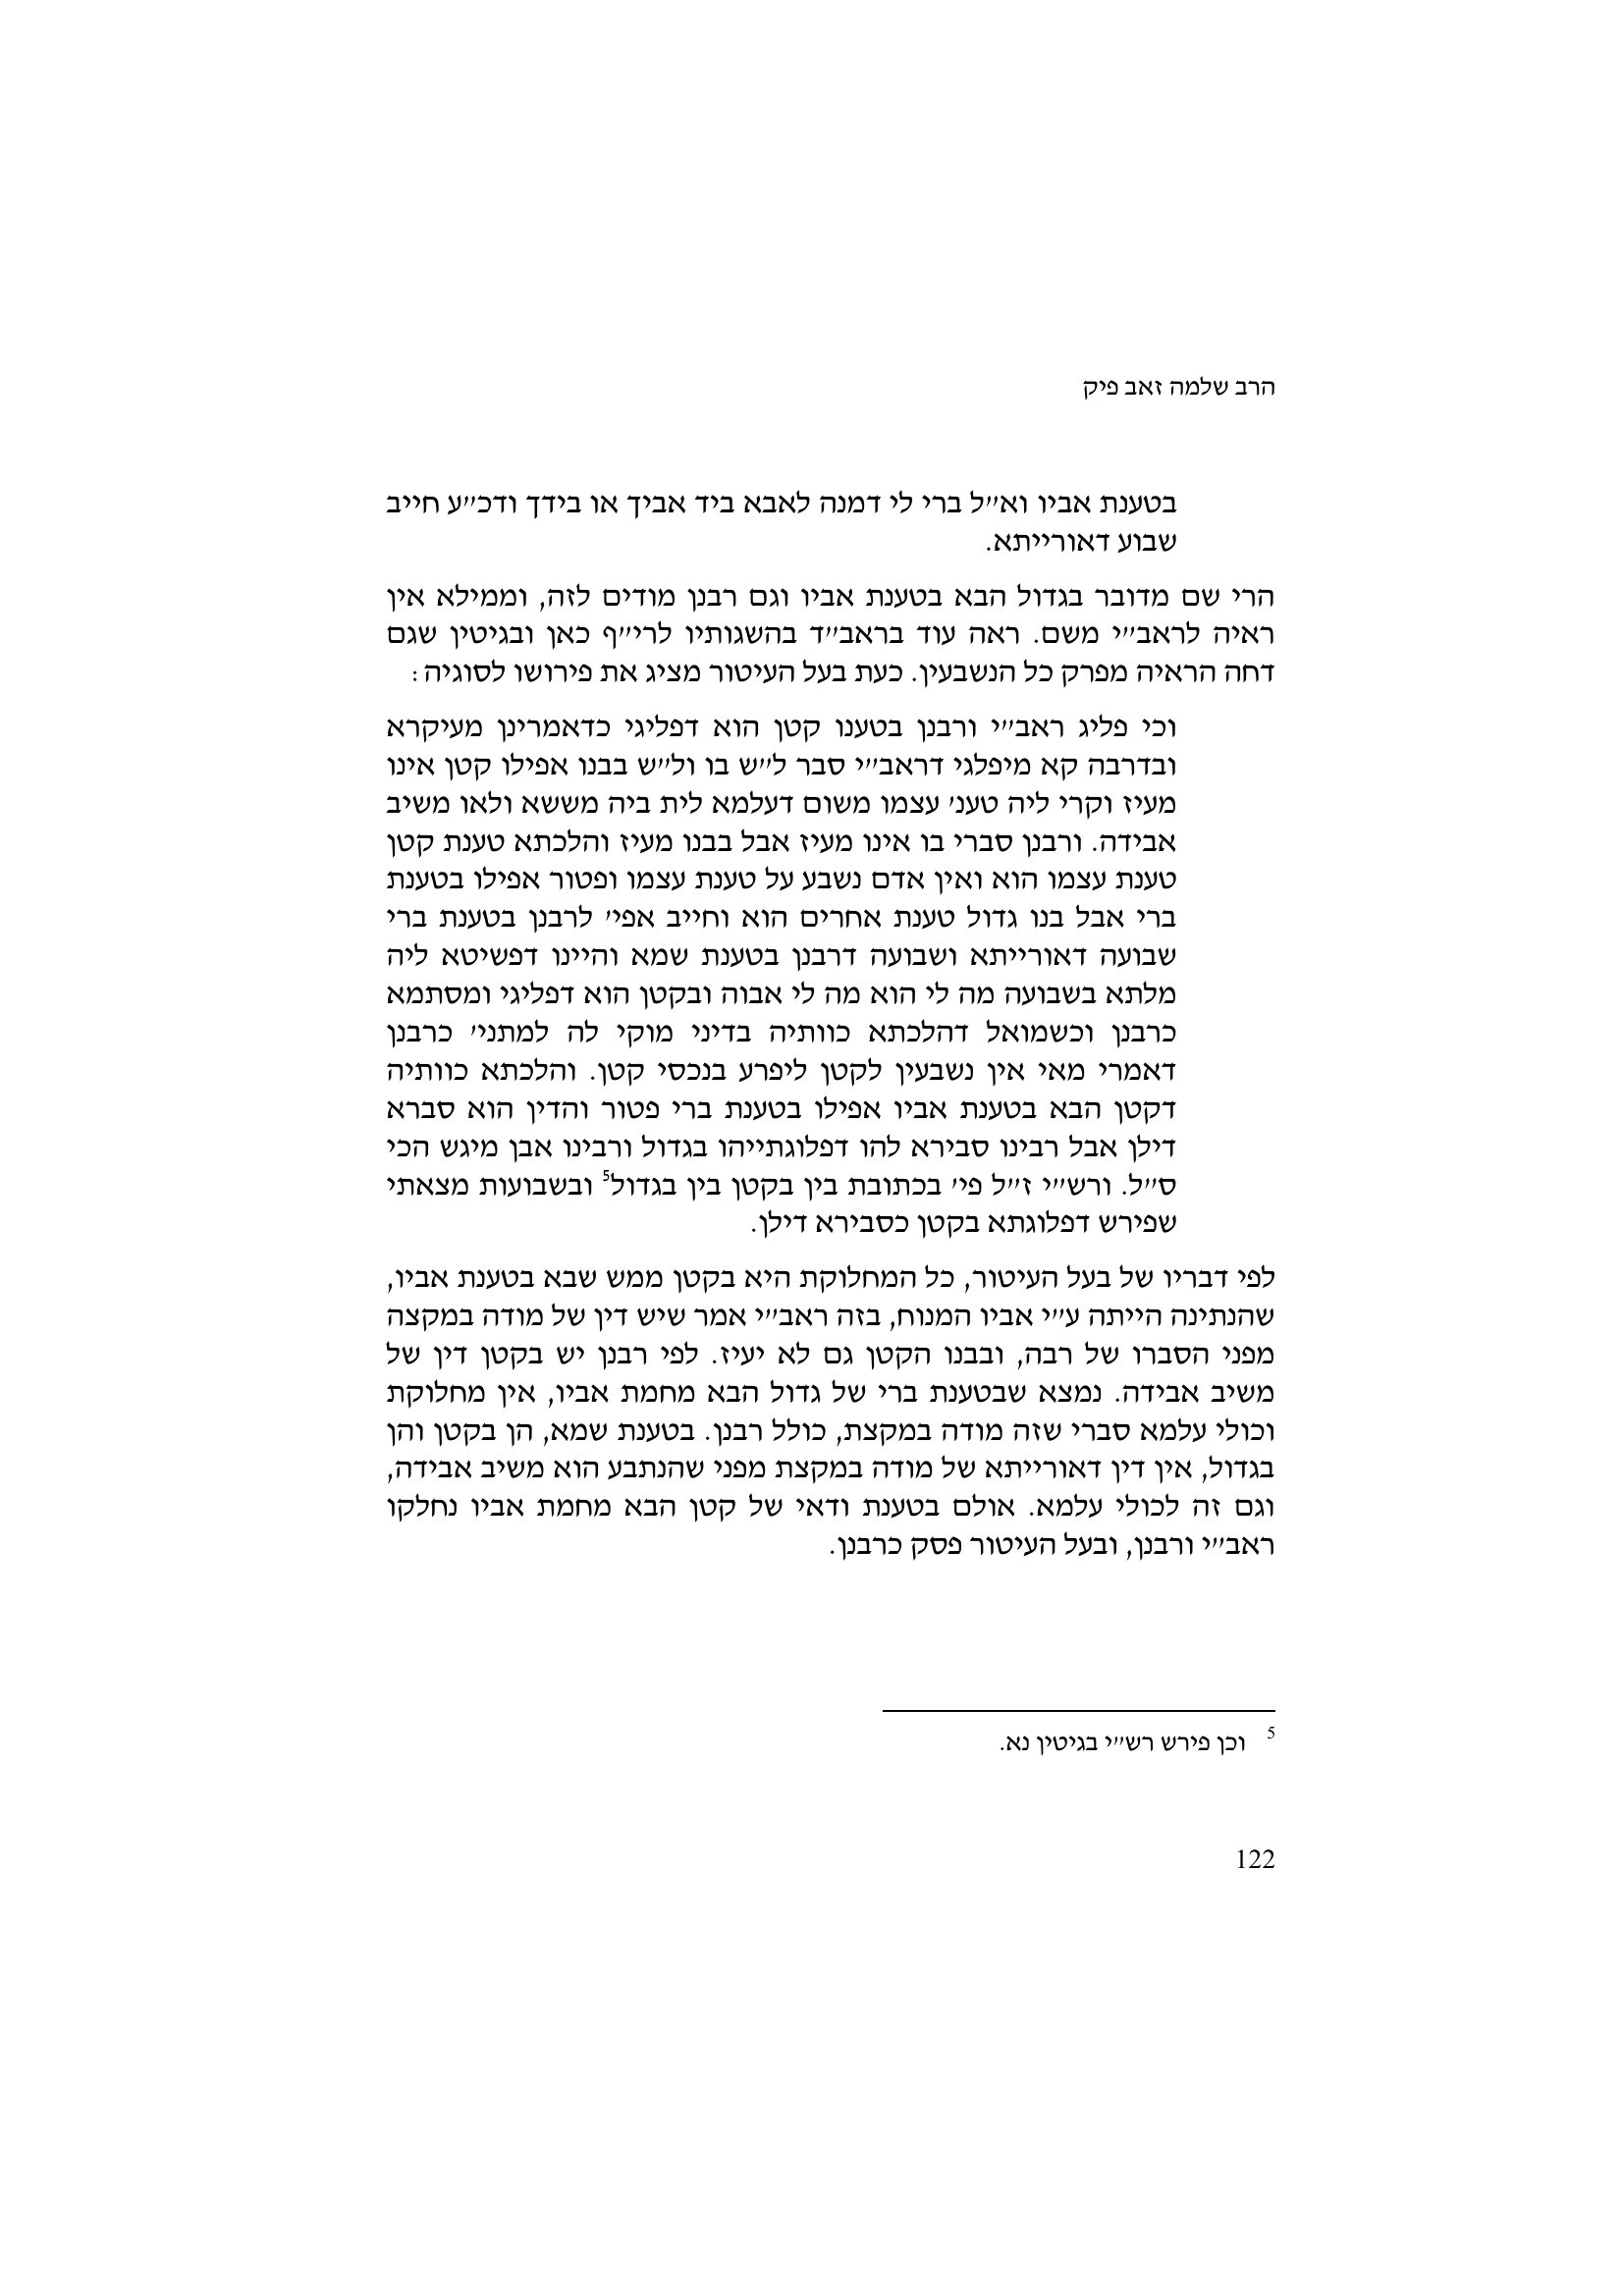 הרב שלמה זאב פיק
בטענת אביו וא״ל ברי לי דמנה לאבא ביד אביך או בידך ודכ״ע חייב
שבוע דאורייתא.
הרי שם מדובר בגדול הבא בטענת אביו וגם רבנן מודים לזה, וממילא אין
ראיה לראב״י משם. ראה עוד בראב״ד בהשגותיו לרי״ף כאן ובגיטין שגם
דחה הראיה מפרק כל הנשבעין. כעת בעל העיטור מציג את פירושו לסוגיה:
וכי פליג ראב״י ורבנן בטענו קטן הוא דפליגי כדאמרינן מעיקרא
ובדרבה קא מיפלגי דראב״י סבר ל״ש בו ול״ש בבנו אפילו קטן אינו
מעיז וקרי ליה טענ׳ עצמו משום דעלמא לית ביה מששא ולאו משיב
אבידה. ורבנן סברי בו אינו מעיז אבל בבנו מעיז והלכתא טענת קטן
טענת עצמו הוא ואין אדם נשבע על טענת עצמו ופטור אפילו בטענת
ברי אבל בנו גדול טענת אחרים הוא וחייב אפי׳ לרבנן בטענת ברי
שבועה דאורייתא ושבועה דרבנן בטענת שמא והיינו דפשיטא ליה
מלתא בשבועה מה לי הוא מה לי אבוה ובקטן הוא דפליגי ומסתמא
כרבנן וכשמואל דהלכתא כוותיה בדיני מוקי לה למתני׳ כרבנן
דאמרי מאי אין נשבעין לקטן ליפרע בנכסי קטן. והלכתא כוותיה
דקטן הבא בטענת אביו אפילו בטענת ברי פטור והדין הוא סברא
דילן אבל רבינו סבירא להו דפלוגתייהו בגדול ורבינו אבן מיגש הכי
ס״ל. ורש״י ז״ל פי׳ בכתובת בין בקטן בין בגדול5 ובשבועות מצאתי
שפירש דפלוגתא בקטן כסבירא דילן.
לפי דבריו של בעל העיטור, כל המחלוקת היא בקטן ממש שבא בטענת אביו,
שהנתינה הייתה ע״י אביו המנוח, בזה ראב״י אמר שיש דין של מודה במקצה
מפני הסברו של רבה, ובבנו הקטן גם לא יעיז. לפי רבנן יש בקטן דין של
משיב אבידה. נמצא שבטענת ברי של גדול הבא מחמת אביו, אין מחלוקת
וכולי עלמא סברי שזה מודה במקצת, כולל רבנן. בטענת שמא, הן בקטן והן
בגדול, אין דין דאורייתא של מודה במקצת מפני שהנתבע הוא משיב אבידה,
וגם זה לכולי עלמא. אולם בטענת ודאי של קטן הבא מחמת אביו נחלקו
ראב״י ורבנן, ובעל העיטור פסק כרבנן.
5 וכן פירש רש״י בגיטין נא.
122